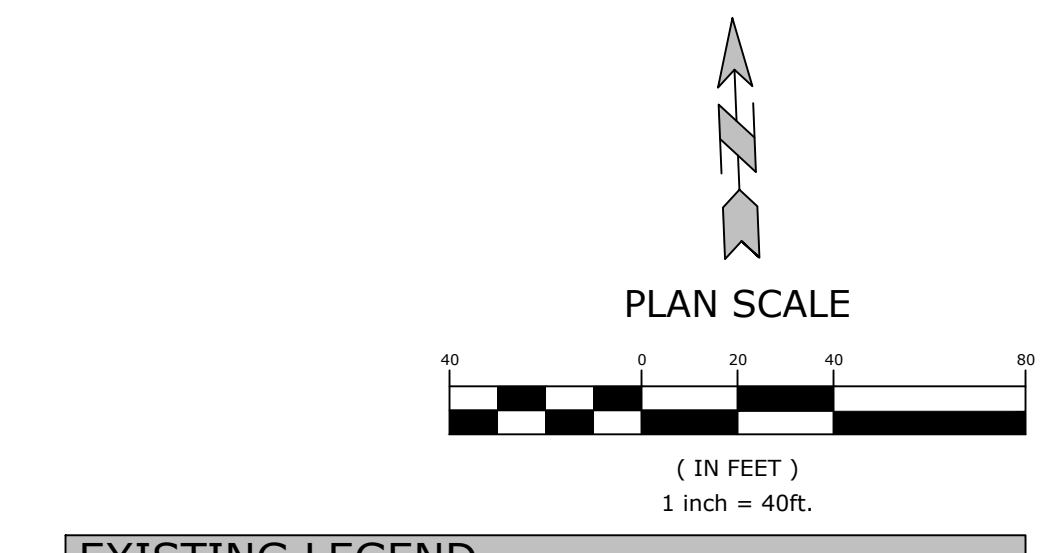 N
PLAN SCALE
40 0 20 40 80
( IN FEET )
1 inch = 40ft.
EXISTING LEGEND